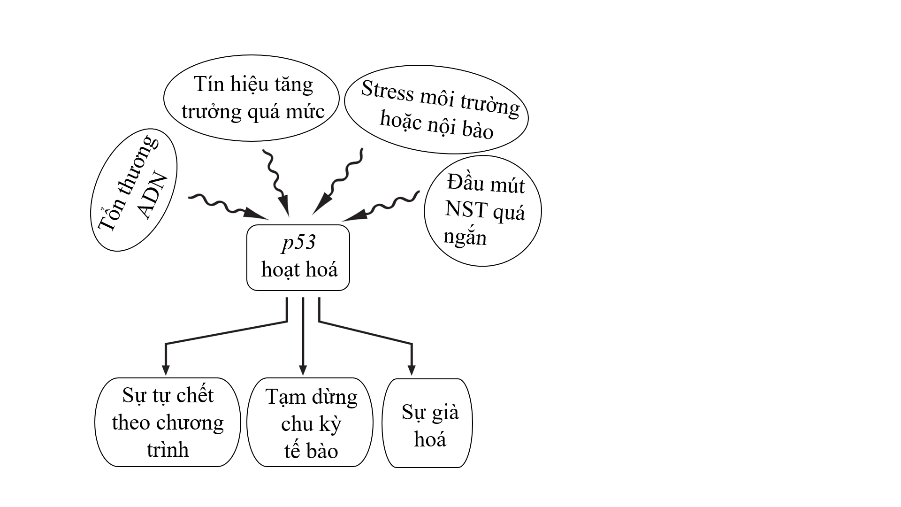 Tín hiệu tăng
trưởng quá mức
Stress môi trường
hoặc nội bào
Tổn thương
ADN
Đầu mút
NST quá
ngắn
p53
hoạt hoá
Sự tự chết
theo chương
trình
Tạm dừng
chu kỳ
tế bào
Sự già
hoá